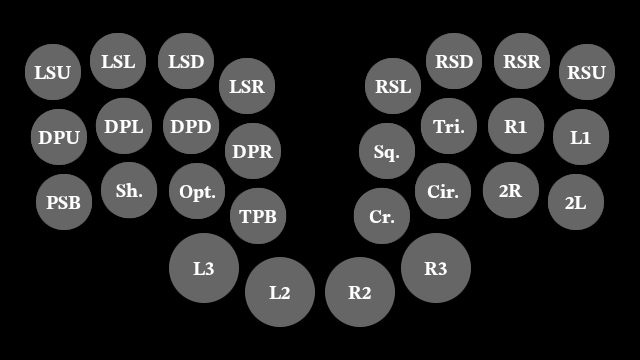 LSU LSL LSD LSR RSL RSD RSR RSU
DPU DPL DPD DPR Sq. Tri. R1 L1
PSB Sh. Opt. TPB Cr. Cir. 2R 2L
L3 L2 R2 R3